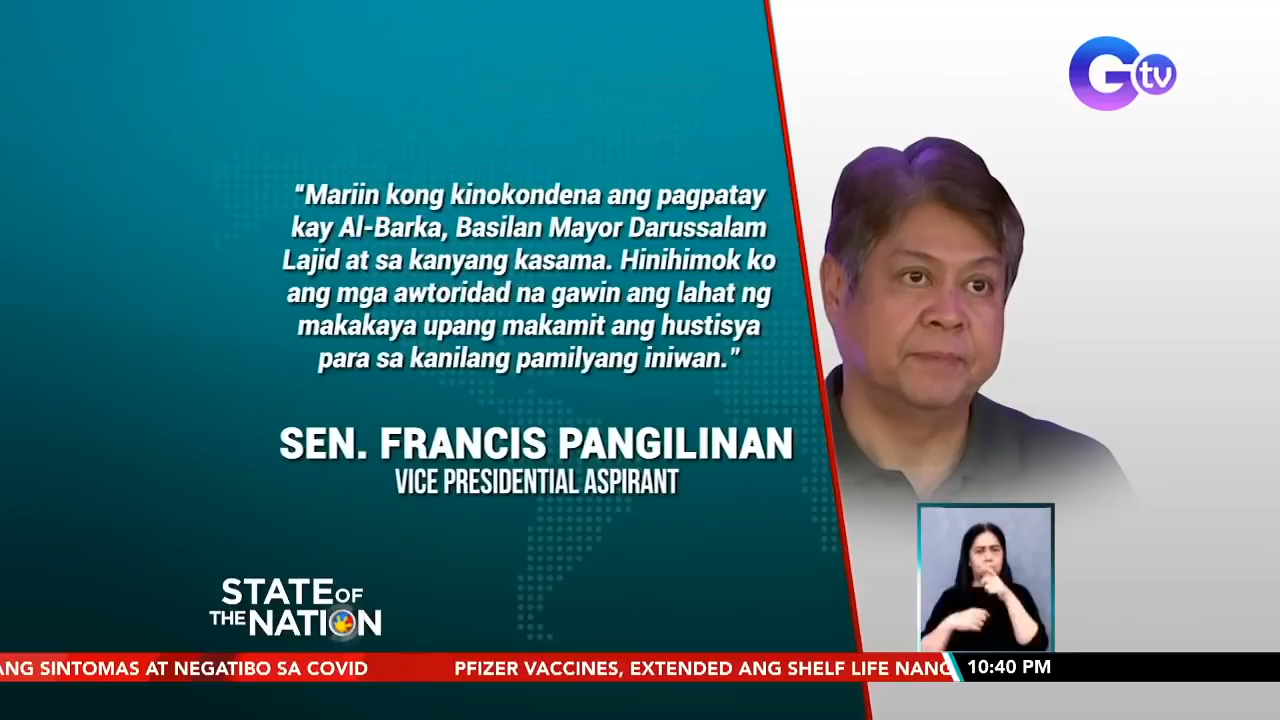 Gtv
“Mariin kong kinokondena ang pagpatay
kay Al-Barka, Basilan Mayor Darussalam
Lajid at sa kanyang kasama. Hinihimok ko
ang mga awtoridad na gawin ang lahat ng
makakaya upang makamit ang hustisya
para sa kanilang pamilyang iniwan.”
SEN. FRANCIS PANGILINAN
VICE PRESIDENTIAL ASPIRANT
STATE OF
THE NATION
ANG SINTOMAS AT NEGATIBO SA COVID PFIZER VACCINES, EXTENDED ANG SHELF LIFE NANG 10:40 PM